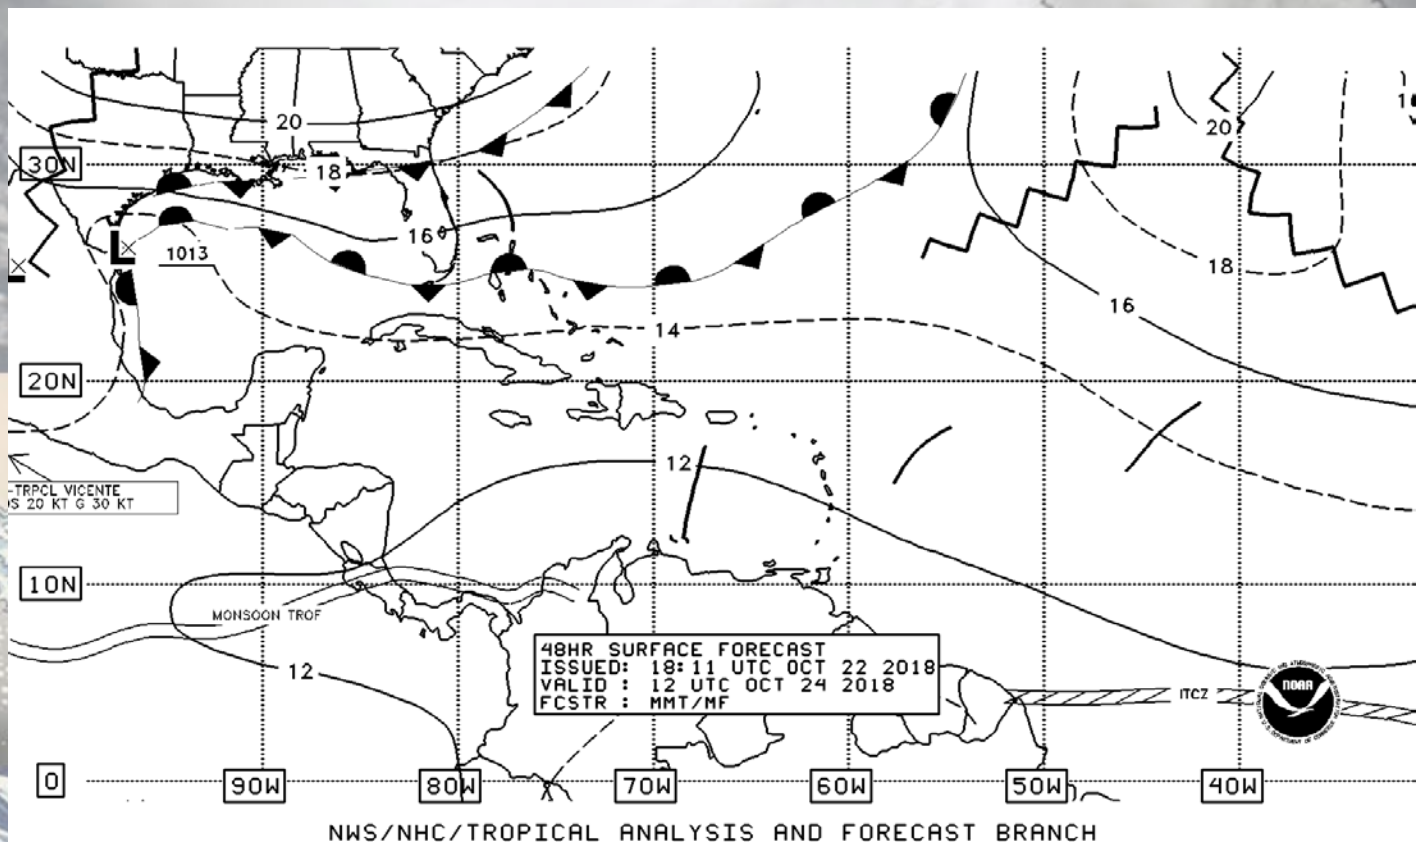 20
20
30N
18
16
1013
18
16
14
20N
12
-TRPCL VICENTE
20 KT G 30 KT
10N
MONSOON TROF
48HR SURFACE FORECAST
ISSUED: 18:11 UTC OCT 22 2018
VALID : 12 UTC OCT 24 2018
FCSTR : MMT/MF
12
L
ITCZ
NOAA
0
90W
80W
70W
60W
50W
40W
NWS/NHC/TROPICAL ANALYSIS AND FORECAST BRANCH